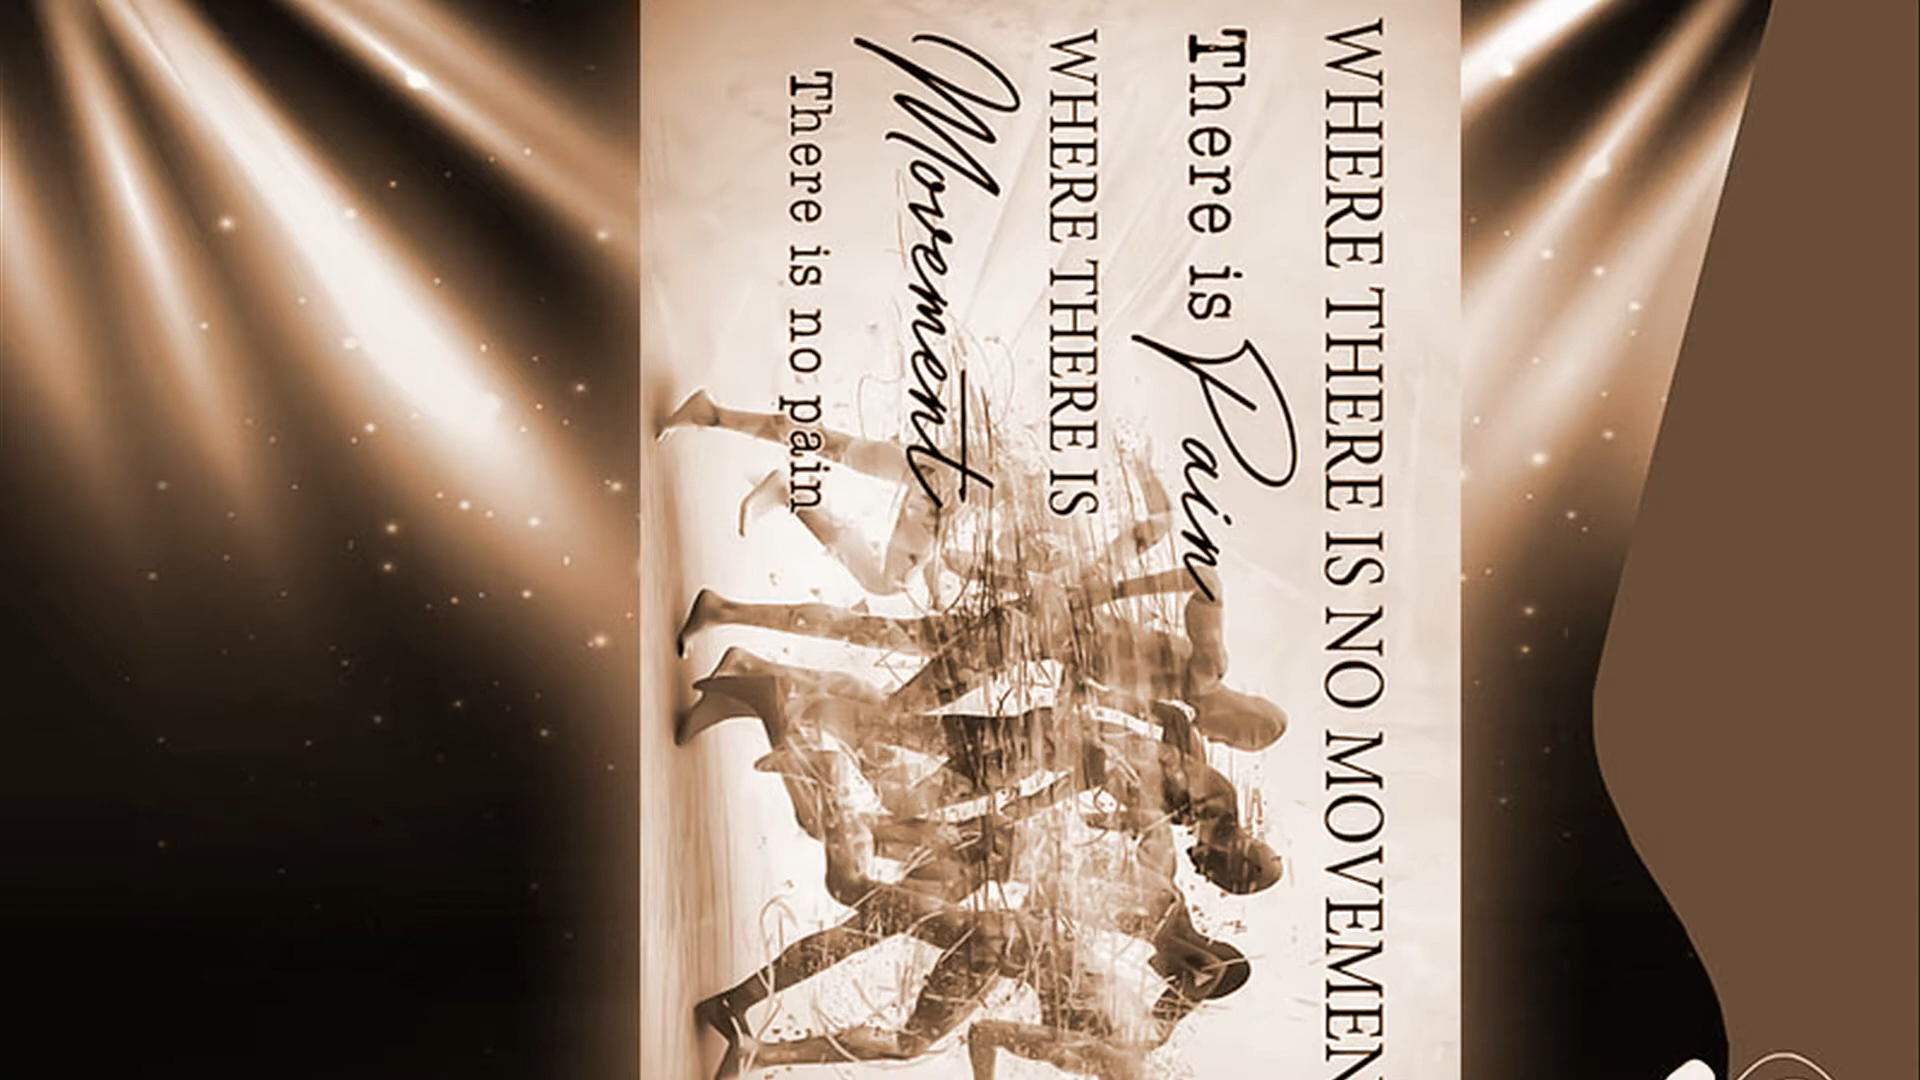 WHERE THERE IS NO MOVEMEN
There is Pain
WHERE THERE IS
Movement
There is no pain